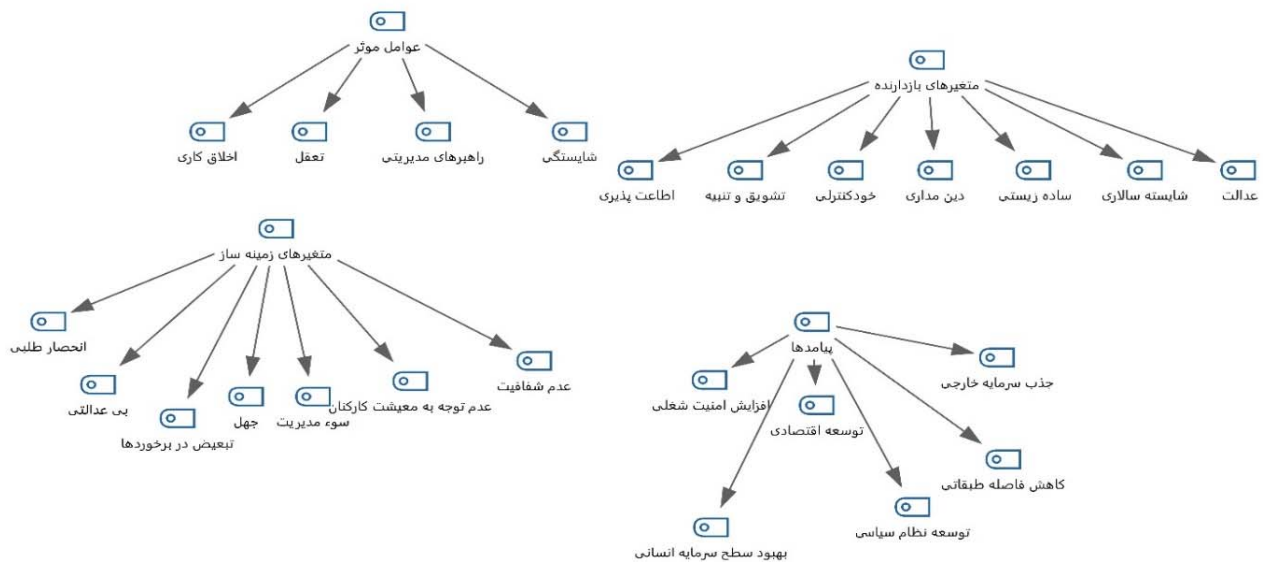 عوامل موثر
شایستگی
راهبرهای مدیریتی
تعقل
اخلاق کاری
متغیرهای بازدارنده
عدالت
شایسته سالاری
ساده زیستی
دین مداری
خودکنترلی
تشویق و تنبیه
اطاعت پذیری
متغیرهای زمینه ساز
عدم شفافیت
عدم توجه به معیشت کارکنان
سوء مدیریت
جهل
تبعیض در برخوردها
بی عدالتی
انحصار طلبی
پیامدها
جذب سرمایه خارجی
کاهش فاصله طبقاتی
توسعه نظام سیاسی
توسعه اقتصادی
افزایش امنیت شغلی
بهبود سطح سرمایه انسانی